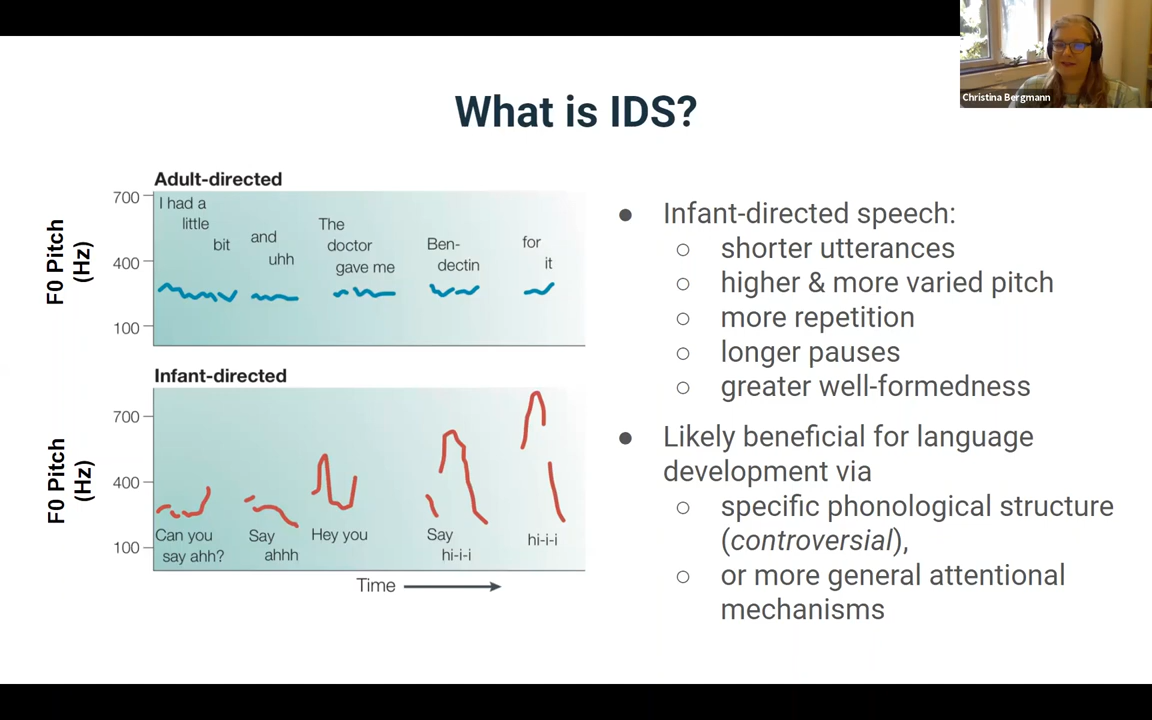 Christina Bergmann
What is IDS?
Adult-directed
F0 Pitch
(Hz)
700
400
100
I had a
little
bit
and
uhh
The
doctor
gave me
Ben-
dectin
for
it
Infant-directed
F0 Pitch
(Hz)
700
400
100
Can you
say ahh?
Say
ahhh
Hey you
Say
hi-i-i
hi-i-i
Time
● Infant-directed speech:
○ shorter utterances
○ higher & more varied pitch
○ more repetition
○ longer pauses
○ greater well-formedness
● Likely beneficial for language
development via
○ specific phonological structure
(controversial),
○ or more general attentional
mechanisms